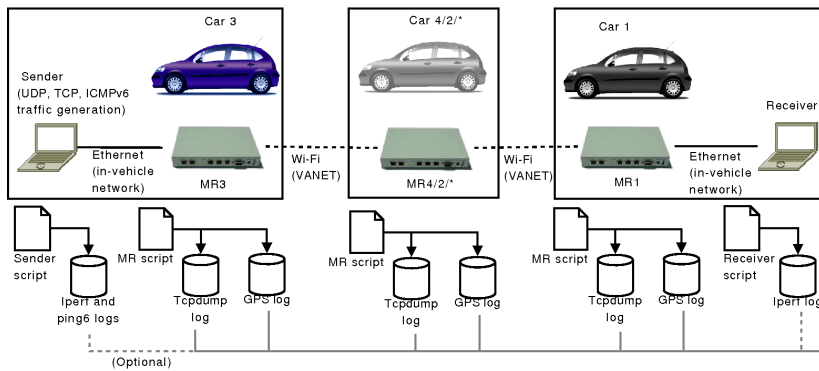 Car 3
Car 4/2/*
Car 1
Sender
(UDP, TCP, ICMPv6
traffic generation)
Receiver
Ethernet
(in-vehicle
network)
MR3
Wi-Fi
(VANET)
MR4/2/*
Wi-Fi
(VANET)
MR1
Ethernet
(in-vehicle
network)
Sender
script
Iperf and
ping6 logs
MR script
Tcpdump
log
GPS log
MR script
Tcpdump
log
GPS log
MR script
Tcpdump
log
GPS log
Receiver
script
Iperf log
(Optional)